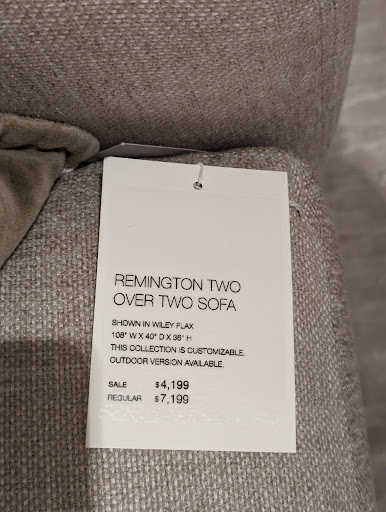 REMINGTON TWO
OVER TWO SOFA
SHOWN IN WILEY FLAX
108" W X 40" D X 36" H
THIS COLLECTION IS CUSTOMIZABLE.
OUTDOOR VERSION AVAILABLE.
SALE $4,199
REGULAR $7,199